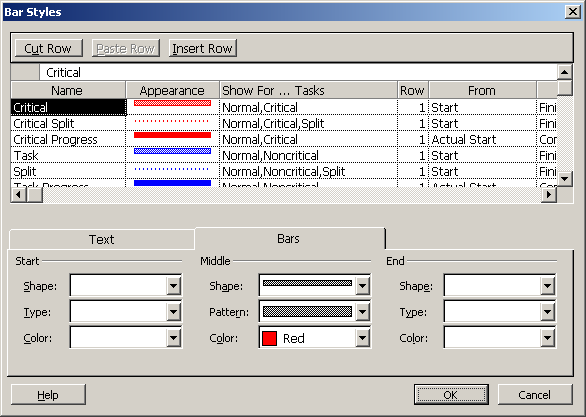 Bar Styles
Cut Row Paste Row Insert Row
Critical
Name Appearance Show For ... Tasks Row From
Critical Normal,Critical 1 Start Fini
Critical Split Normal,Critical,Split 1 Start Fini
Critical Progress Normal,Critical 1 Actual Start Cor
Task Normal,Noncritical 1 Start Fini
Split Normal,Noncritical,Split 1 Start Fini
Task Progress Normal,Noncritical 1 Actual Start Cor
Text Bars
Start Middle End
Shape: Shape: Shape:
Type: Pattern: Type:
Color: Color: Red Color:
Help OK Cancel